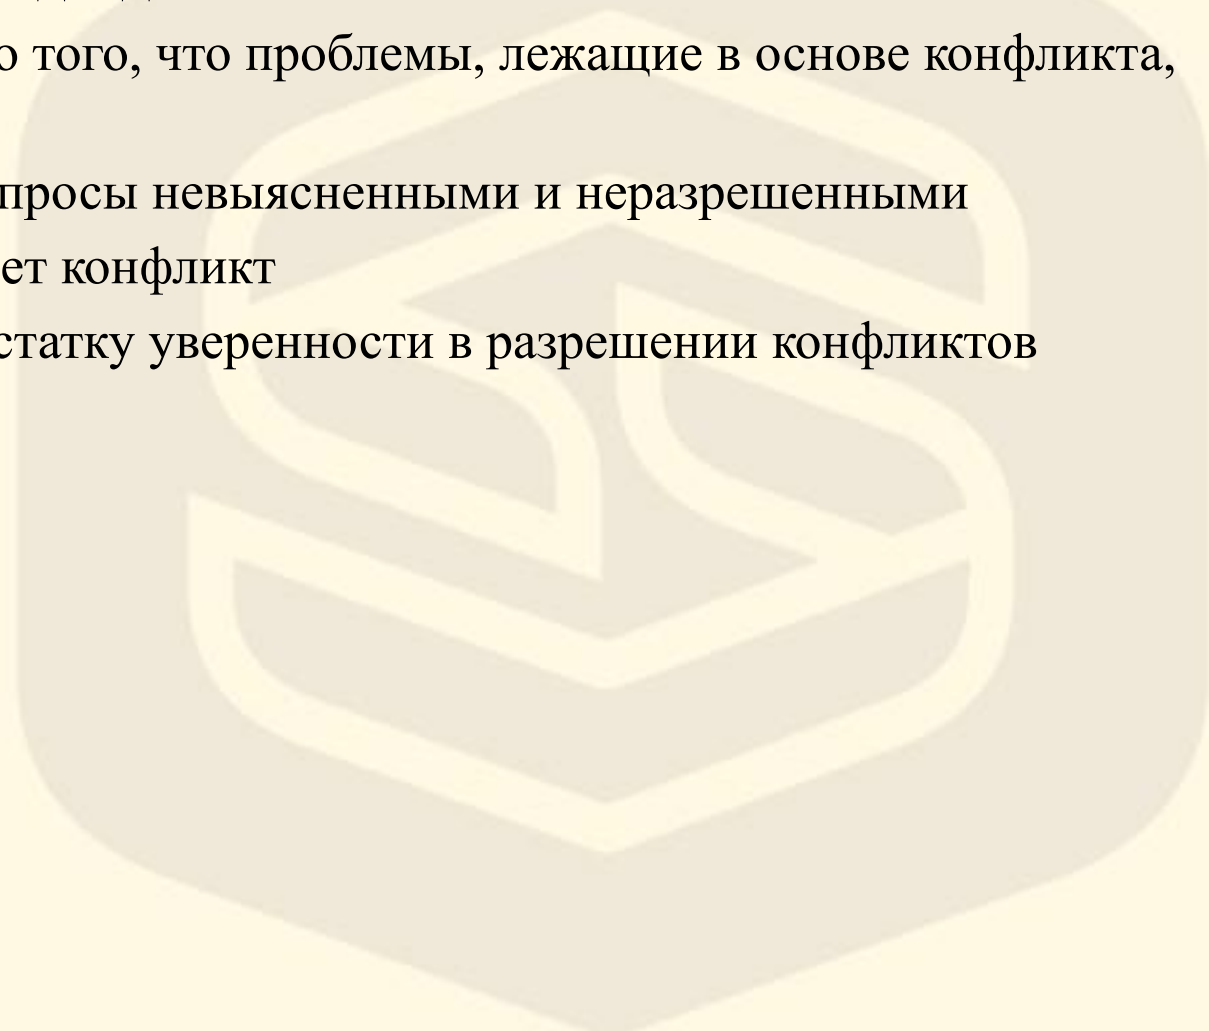 о того, что проблемы, лежащие в основе конфликта,
просы невыясненными и неразрешенными
ет конфликт
статку уверенности в разрешении конфликтов